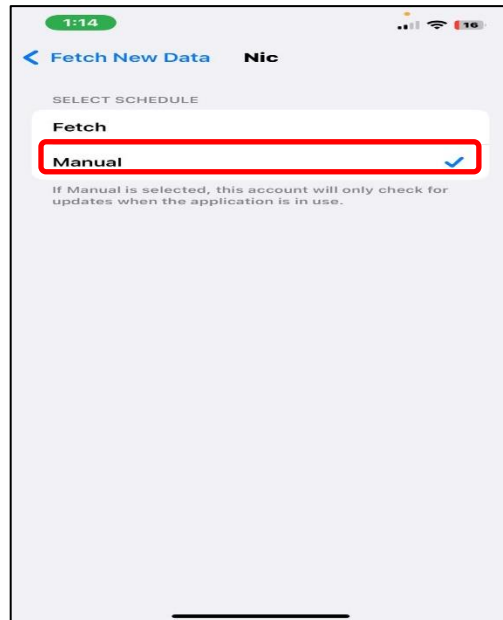 1:14
16
Fetch New Data Nic
SELECT SCHEDULE
Fetch
Manual
If Manual is selected, this account will only check for
updates when the application is in use.